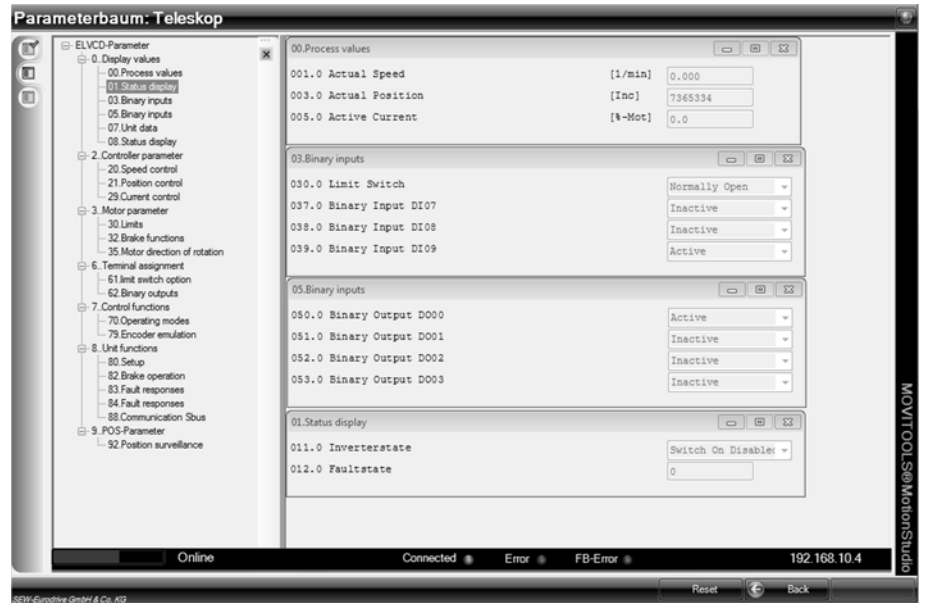 Parameterbaum: Teleskop
ELVCD-Parameter
0..Display values
00.Process values
01.Status display
03.Binary inputs
05.Binary inputs
07.Unit data
08.Status display
2..Controller parameter
20.Speed control
21.Position control
29.Current control
3..Motor parameter
30.Limits
32.Brake functions
35.Motor direction of rotation
6..Terminal assignment
61.limit switch option
62.Binary outputs
7..Control functions
70.Operating modes
79.Encoder emulation
8..Unit functions
80.Setup
82.Brake operation
83.Fault responses
84.Fault responses
88.Communication Sbus
9..POS-Parameter
92.Position surveillance
00.Process values
001.0 Actual Speed [1/min] 0.000
003.0 Actual Position [Inc] 7365334
005.0 Active Current [%-Mot] 0.0
03.Binary inputs
030.0 Limit Switch Normally Open
037.0 Binary Input DI07 Inactive
038.0 Binary Input DI08 Inactive
039.0 Binary Input DI09 Active
05.Binary inputs
050.0 Binary Output DO00 Active
051.0 Binary Output DO01 Inactive
052.0 Binary Output DO02 Inactive
053.0 Binary Output DO03 Inactive
01.Status display
011.0 Inverterstate Switch On Disabled
012.0 Faultstate 0
MOVITOOLS®MotionStudio
Online Connected Error FB-Error 192.168.10.4
Reset Back
SEW-Eurodrive GmbH & Co. KG